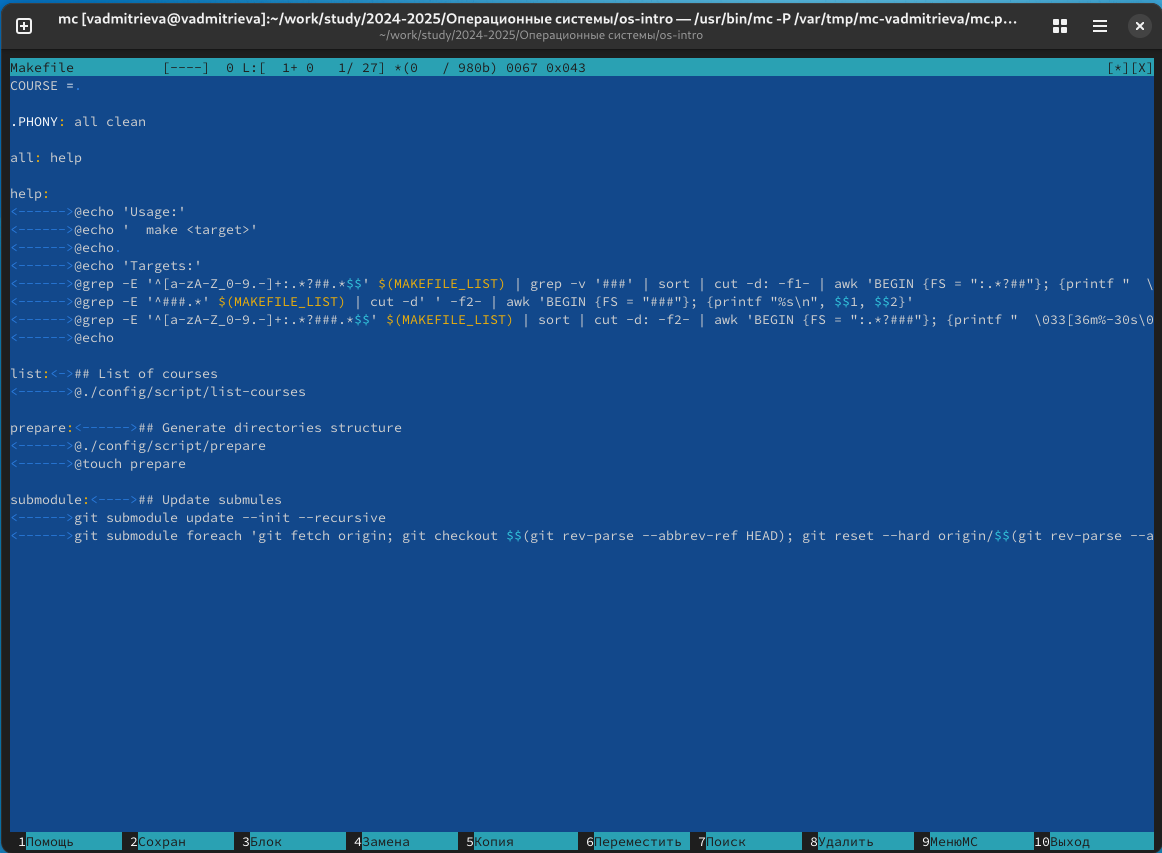 mc [vadmitrieva@vadmitrieva]:~/work/study/2024-2025/Операционные системы/os-intro — /usr/bin/mc -P /var/tmp/mc-vadmitrieva/mc.p…
~/work/study/2024-2025/Операционные системы/os-intro
Makefile [----] 0 L:[ 1+ 0 1/ 27] *(0 / 980b) 0067 0x043 [*][X]
COURSE =.
.PHONY: all clean
all: help
help:
<------>@echo 'Usage:'
<------>@echo '  make <target>'
<------>@echo.
<------>@echo 'Targets:'
<------>@grep -E '^[a-zA-Z_0-9.-]+:.*?##.*$$' $(MAKEFILE_LIST) | grep -v '###' | sort | cut -d: -f1- | awk 'BEGIN {FS = ":.*?##"}; {printf "  \
<------>@grep -E '^###.*' $(MAKEFILE_LIST) | cut -d' ' -f2- | awk 'BEGIN {FS = "###"}; {printf "%s\n", $$1, $$2}'
<------>@grep -E '^[a-zA-Z_0-9.-]+:.*?###.*$$' $(MAKEFILE_LIST) | sort | cut -d: -f2- | awk 'BEGIN {FS = ":.*?###"}; {printf "  \033[36m%-30s\0
<------>@echo
list:<->## List of courses
<------>@./config/script/list-courses
prepare:<------>## Generate directories structure
<------>@./config/script/prepare
<------>@touch prepare
submodule:<---->## Update submules
<------>git submodule update --init --recursive
<------>git submodule foreach 'git fetch origin; git checkout $$(git rev-parse --abbrev-ref HEAD); git reset --hard origin/$$(git rev-parse --a
1Помощь 2Сохран 3Блок 4Замена 5Копия 6Переместить 7Поиск 8Удалить 9МенюMC 10Выход